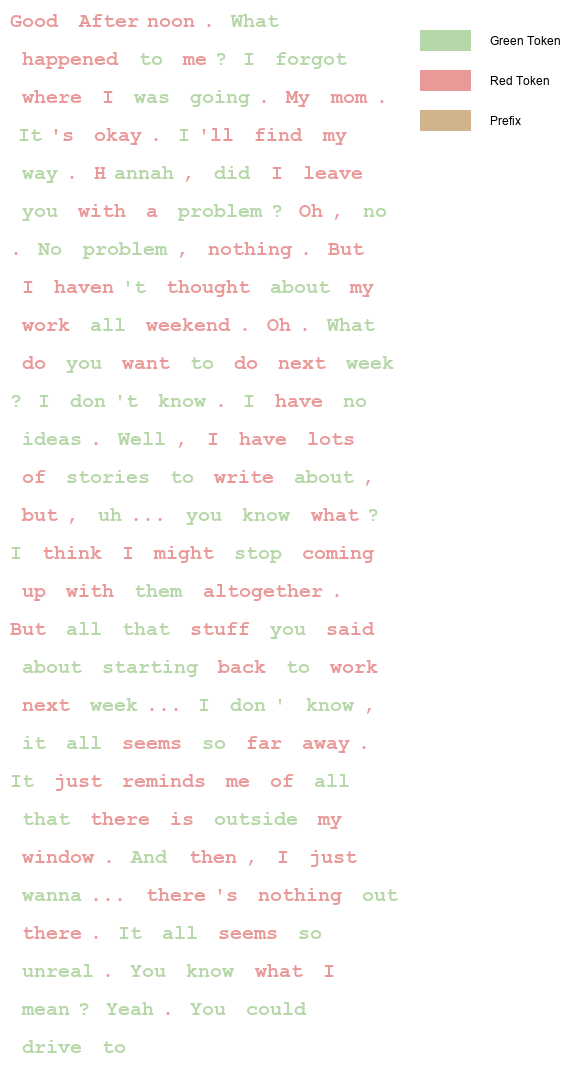 Good Afternoon. What
happened to me? I forgot
where I was going. My mom.
It's okay. I'll find my
way. Hannah, did I leave
you with a problem? Oh, no
. No problem, nothing. But
I haven't thought about my
work all weekend. Oh. What
do you want to do next week
? I don't know. I have no
ideas. Well, I have lots
of stories to write about,
but, uh... you know what?
I think I might stop coming
up with them altogether.
But all that stuff you said
about starting back to work
next week... I don' know,
it all seems so far away.
It just reminds me of all
that there is outside my
window. And then, I just
wanna... there's nothing out
there. It all seems so
unreal. You know what I
mean? Yeah. You could
drive to
Green Token
Red Token
Prefix